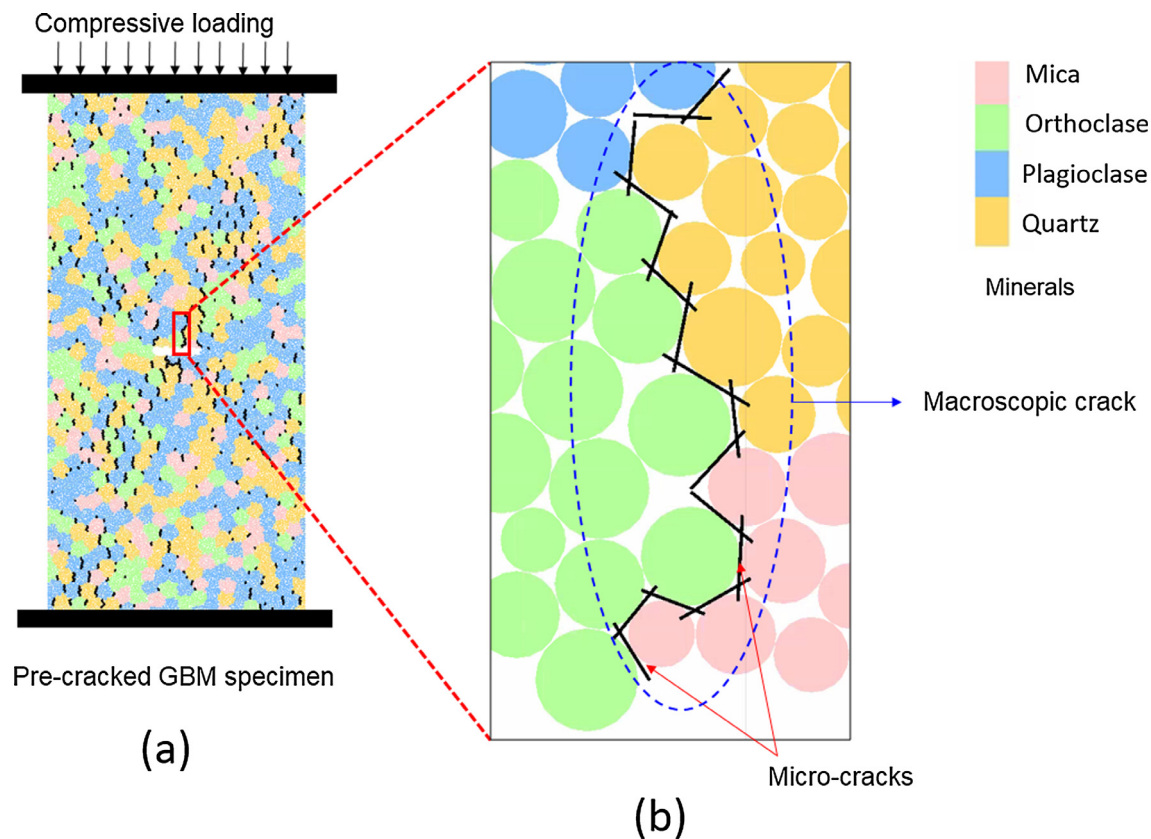 Compressive loading
Mica
Orthoclase
Plagioclase
Quartz
Minerals
Macroscopic crack
Pre-cracked GBM specimen
(a)
Micro-cracks
(b)